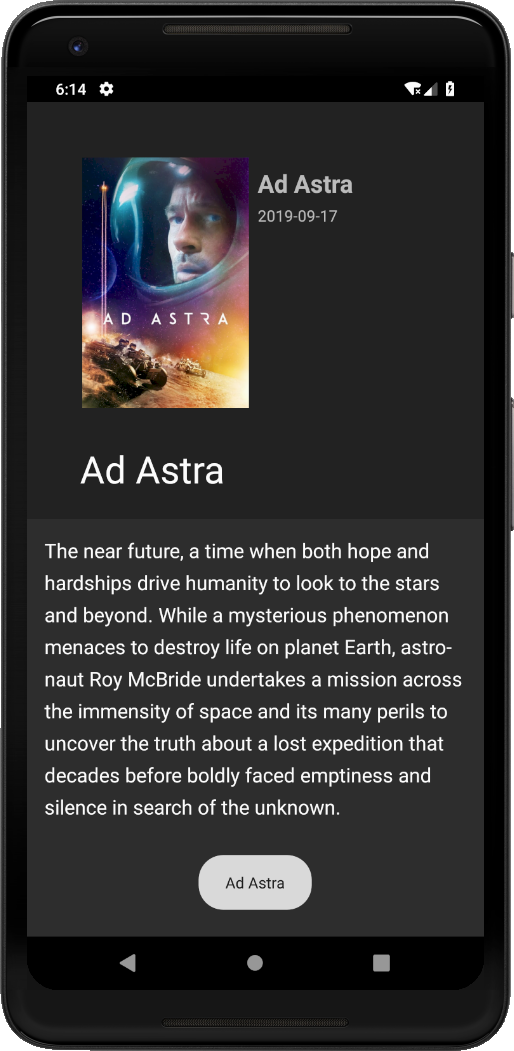 6:14
Ad Astra
2019-09-17
AD ASTRA
Ad Astra
The near future, a time when both hope and
hardships drive humanity to look to the stars
and beyond. While a mysterious phenomenon
menaces to destroy life on planet Earth, astro-
naut Roy McBride undertakes a mission across
the immensity of space and its many perils to
uncover the truth about a lost expedition that
decades before boldly faced emptiness and
silence in search of the unknown.
Ad Astra